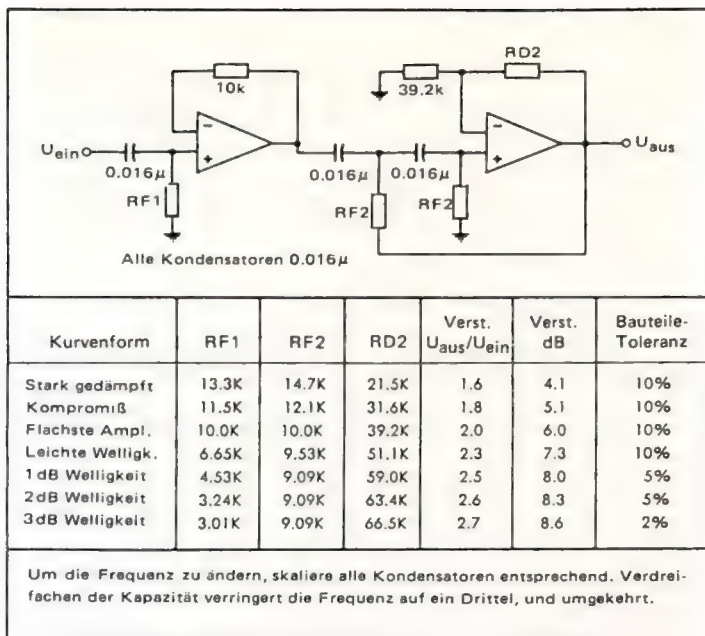 RD2
10k
39.2k
Uein
Uaus
0.016µ
0.016µ
0.016µ
RF1
RF2
RF2
Alle Kondensatoren 0.016µ
Kurvenform RF1 RF2 RD2 Verst. Uaus/Uein Verst. dB Bauteile-Toleranz
Stark gedämpft 13.3K 14.7K 21.5K 1.6 4.1 10%
Kompromiß 11.5K 12.1K 31.6K 1.8 5.1 10%
Flachste Ampl. 10.0K 10.0K 39.2K 2.0 6.0 10%
Leichte Welligk. 6.65K 9.53K 51.1K 2.3 7.3 10%
1dB Welligkeit 4.53K 9.09K 59.0K 2.5 8.0 5%
2dB Welligkeit 3.24K 9.09K 63.4K 2.6 8.3 5%
3dB Welligkeit 3.01K 9.09K 66.5K 2.7 8.6 2%
Um die Frequenz zu ändern, skaliere alle Kondensatoren entsprechend. Verdrei-
fachen der Kapazität verringert die Frequenz auf ein Drittel, und umgekehrt.